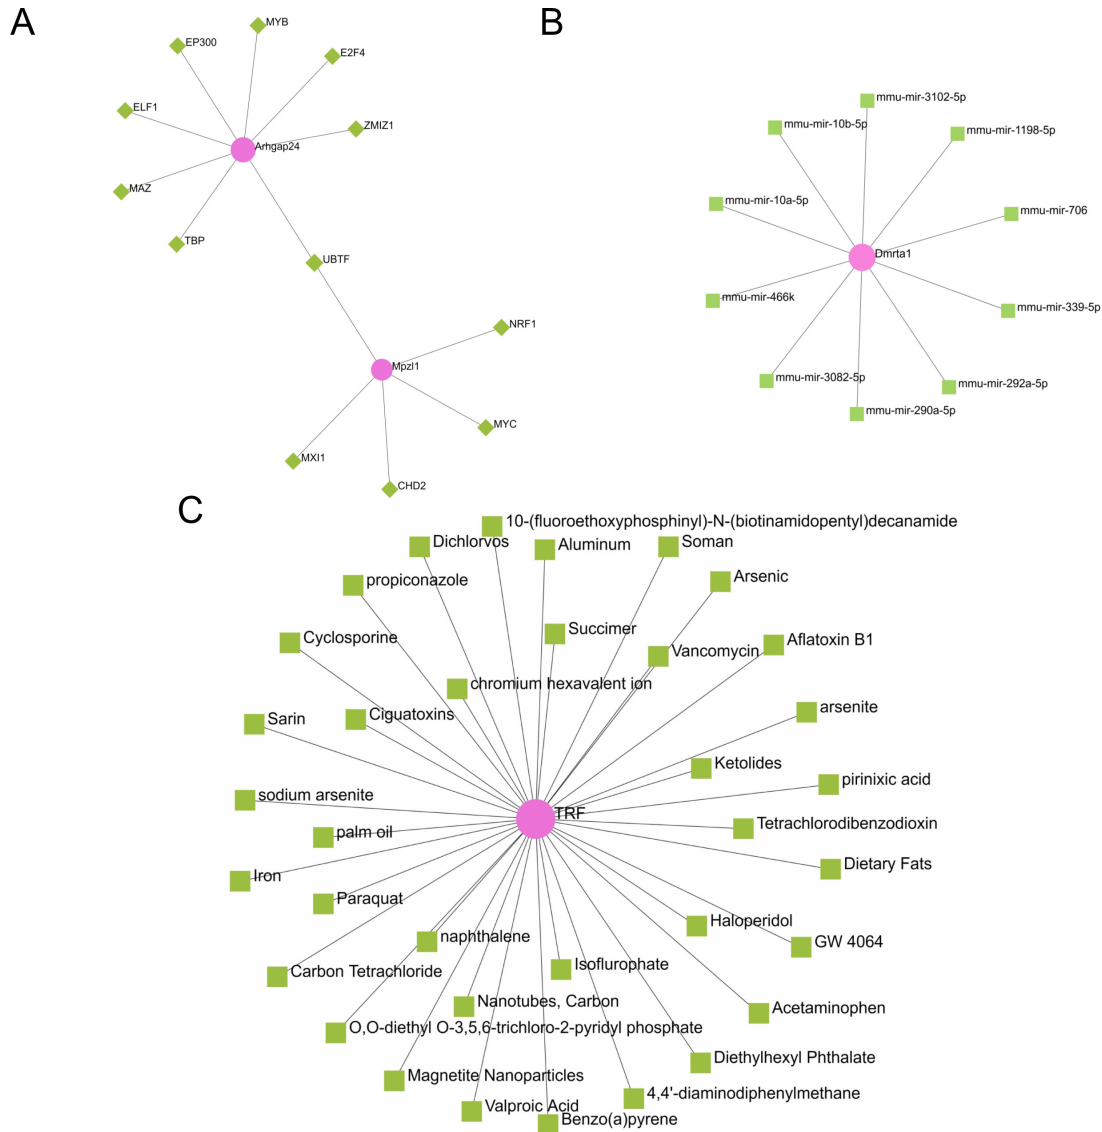 A
MYB
EP300
E2F4
ELF1
ZMIZ1
Arhgap24
MAZ
TBP
UBTF
NRF1
Mpzl1
MYC
MXI1
CHD2
B
mmu-mir-3102-5p
mmu-mir-10b-5p
mmu-mir-1198-5p
mmu-mir-10a-5p
mmu-mir-706
Dmrta1
mmu-mir-466k
mmu-mir-339-5p
mmu-mir-3082-5p
mmu-mir-292a-5p
mmu-mir-290a-5p
C
10-(fluoroethoxyphosphinyl)-N-(biotinamidopentyl)decanamide
Dichlorvos
Aluminum
Soman
propiconazole
Arsenic
Succimer
Cyclosporine
Vancomycin
Aflatoxin B1
chromium hexavalent ion
Sarin
Ciguatoxins
arsenite
Ketolides
pirinixic acid
sodium arsenite
TRF
palm oil
Tetrachlorodibenzodioxin
Iron
Dietary Fats
Paraquat
Haloperidol
naphthalene
GW 4064
Carbon Tetrachloride
Isoflurophate
Nanotubes, Carbon
Acetaminophen
O,O-diethyl O-3,5,6-trichloro-2-pyridyl phosphate
Diethylhexyl Phthalate
Magnetite Nanoparticles
4,4'-diaminodiphenylmethane
Valproic Acid
Benzo(a)pyrene